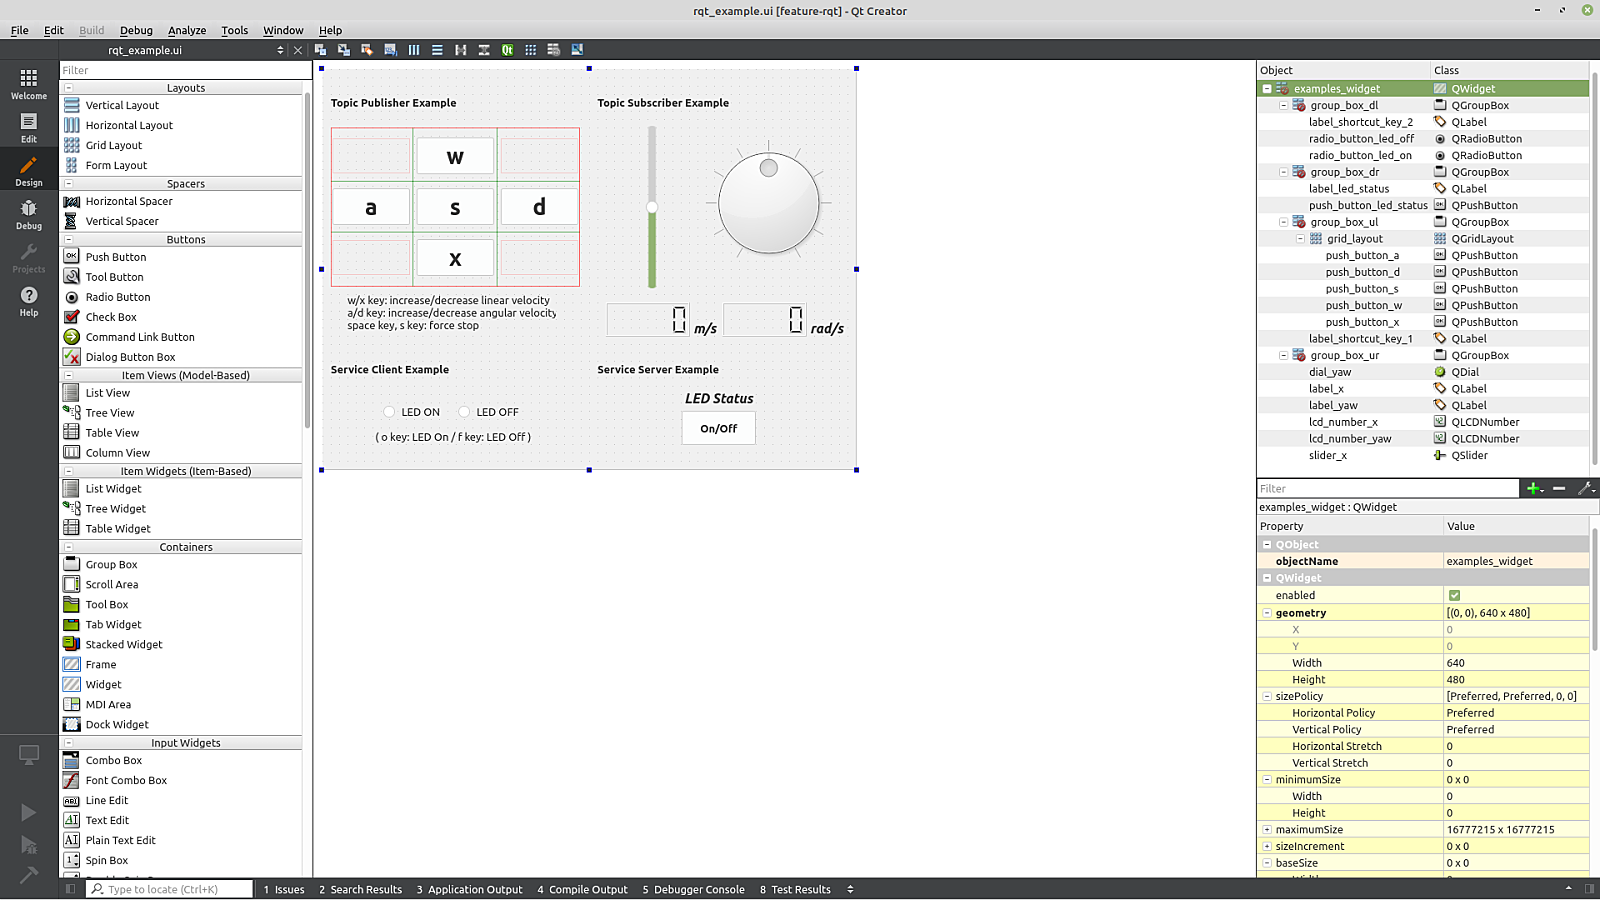 rqt_example.ui [feature-rqt] - Qt Creator
File Edit Build Debug Analyze Tools Window Help
rqt_example.ui
Welcome
Edit
Design
Debug
Projects
Help
Filter
Layouts
Vertical Layout
Horizontal Layout
Grid Layout
Form Layout
Spacers
Horizontal Spacer
Vertical Spacer
Buttons
Push Button
Tool Button
Radio Button
Check Box
Command Link Button
Dialog Button Box
Item Views (Model-Based)
List View
Tree View
Table View
Column View
Item Widgets (Item-Based)
List Widget
Tree Widget
Table Widget
Containers
Group Box
Scroll Area
Tool Box
Tab Widget
Stacked Widget
Frame
Widget
MDI Area
Dock Widget
Input Widgets
Combo Box
Font Combo Box
Line Edit
Text Edit
Plain Text Edit
Spin Box
Topic Publisher Example
w
a s d
x
w/x key: increase/decrease linear velocity
a/d key: increase/decrease angular velocity
space key, s key: force stop
Topic Subscriber Example
0 m/s 0 rad/s
Service Client Example
LED ON LED OFF
( o key: LED On / f key: LED Off )
Service Server Example
LED Status
On/Off
Object Class
examples_widget QWidget
group_box_dl QGroupBox
label_shortcut_key_2 QLabel
radio_button_led_off QRadioButton
radio_button_led_on QRadioButton
group_box_dr QGroupBox
label_led_status QLabel
push_button_led_status QPushButton
group_box_ul QGroupBox
grid_layout QGridLayout
push_button_a QPushButton
push_button_d QPushButton
push_button_s QPushButton
push_button_w QPushButton
push_button_x QPushButton
label_shortcut_key_1 QLabel
group_box_ur QGroupBox
dial_yaw QDial
label_x QLabel
label_yaw QLabel
lcd_number_x QLCDNumber
lcd_number_yaw QLCDNumber
slider_x QSlider
Filter
examples_widget : QWidget
Property Value
QObject
objectName examples_widget
QWidget
enabled
geometry [(0, 0), 640 x 480]
X 0
Y 0
Width 640
Height 480
sizePolicy [Preferred, Preferred, 0, 0]
Horizontal Policy Preferred
Vertical Policy Preferred
Horizontal Stretch 0
Vertical Stretch 0
minimumSize 0 x 0
Width 0
Height 0
maximumSize 16777215 x 16777215
sizeIncrement 0 x 0
baseSize 0 x 0
Type to locate (Ctrl+K) 1 Issues 2 Search Results 3 Application Output 4 Compile Output 5 Debugger Console 8 Test Results